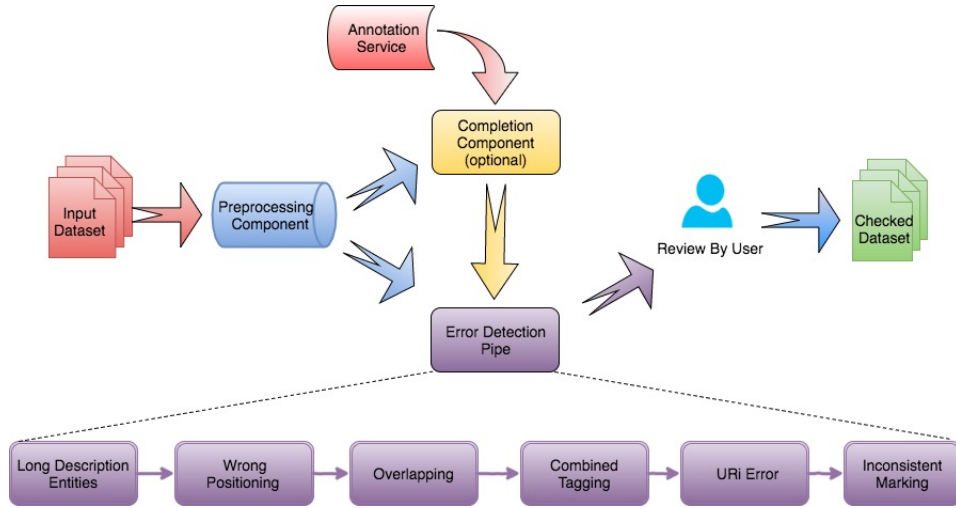 Annotation
Service
Completion
Component
(optional)
Input
Dataset
Preprocessing
Component
Review By User
Checked
Dataset
Error Detection
Pipe
Long Description
Entities
Wrong
Positioning
Overlapping
Combined
Tagging
URi Error
Inconsistent
Marking